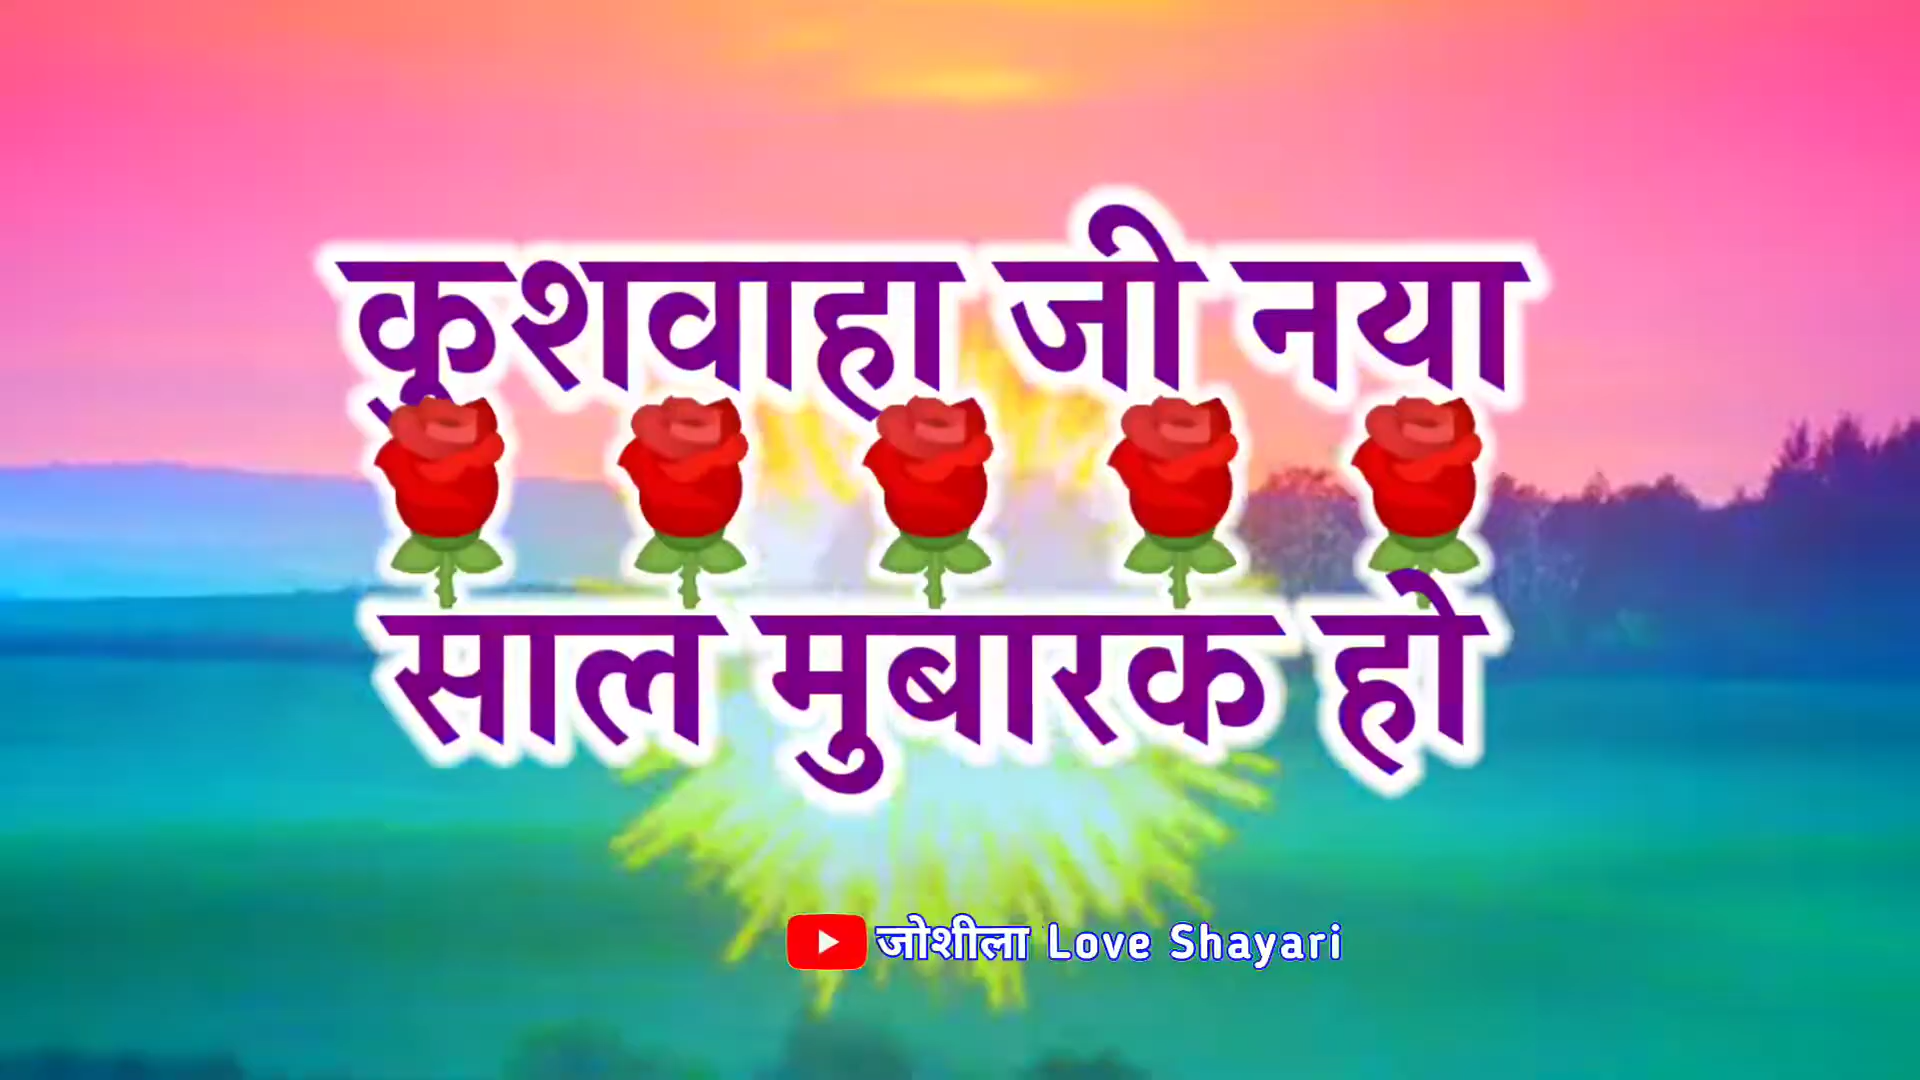 कुशवाहा जी नया
🌹 🌹 🌹 🌹 🌹
साल मुबारक हो
जोशीला Love Shayari